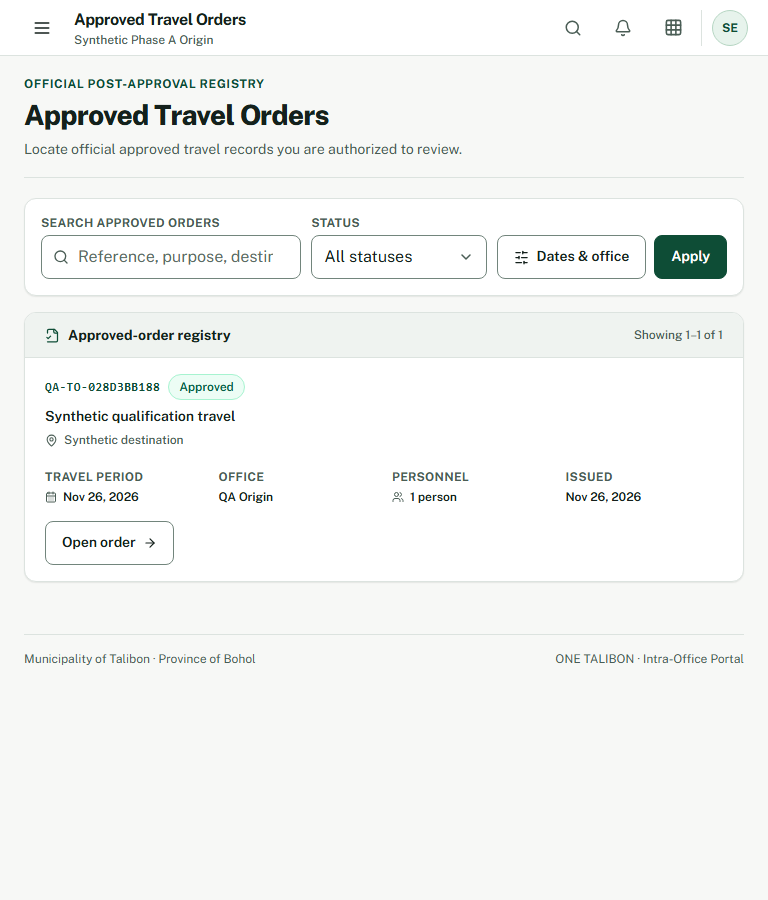 Approved Travel Orders
Synthetic Phase A Origin
SE
OFFICIAL POST-APPROVAL REGISTRY
Approved Travel Orders
Locate official approved travel records you are authorized to review.
SEARCH APPROVED ORDERS
STATUS
Reference, purpose, destir
All statuses
Dates & office
Apply
Approved-order registry
Showing 1–1 of 1
QA-TO-028D3BB188
Approved
Synthetic qualification travel
Synthetic destination
TRAVEL PERIOD
OFFICE
PERSONNEL
ISSUED
Nov 26, 2026
QA Origin
1 person
Nov 26, 2026
Open order
Municipality of Talibon · Province of Bohol
ONE TALIBON · Intra-Office Portal